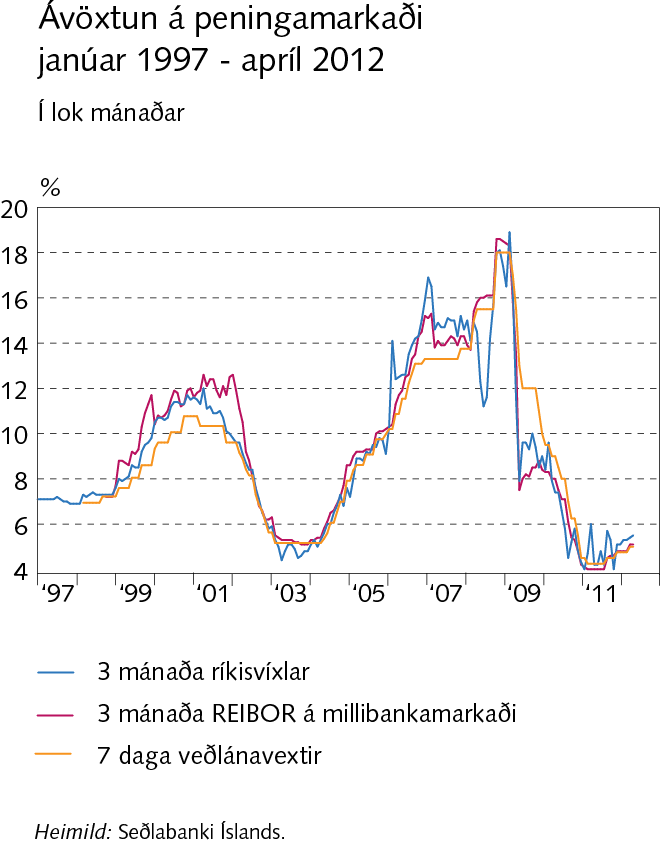 Ávöxtun á peningamarkaði
janúar 1997 - apríl 2012
Í lok mánaðar
%
20
18
16
14
12
10
8
6
4
‘97 ‘99 ‘01 ‘03 ‘05 ‘07 ‘09 ‘11
3 mánaða ríkisvíxlar
3 mánaða REIBOR á millibankamarkaði
7 daga veðlánavextir
Heimild: Seðlabanki Íslands.